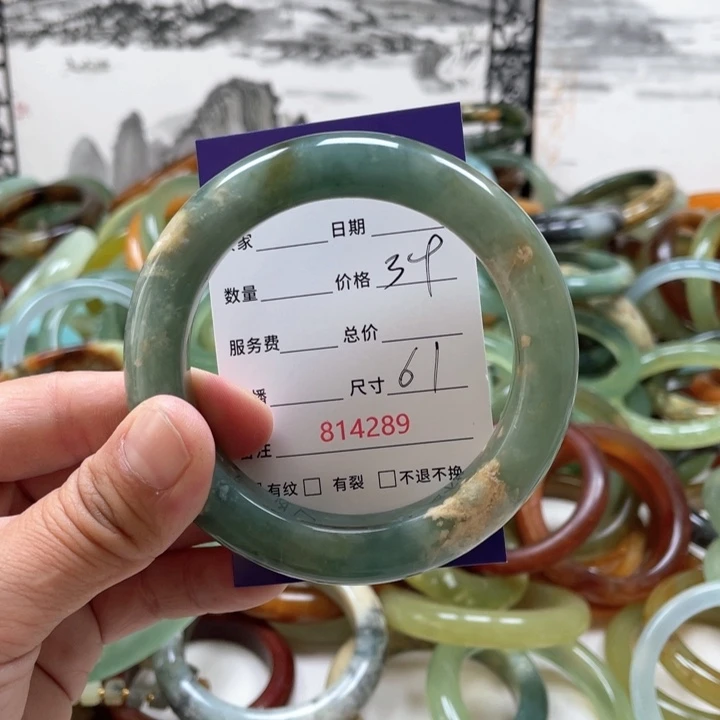 家 日期
数量 价格 39
服务费 总价
播 尺寸 61
814289
注
有纹 □ 有裂 □ 不退不换